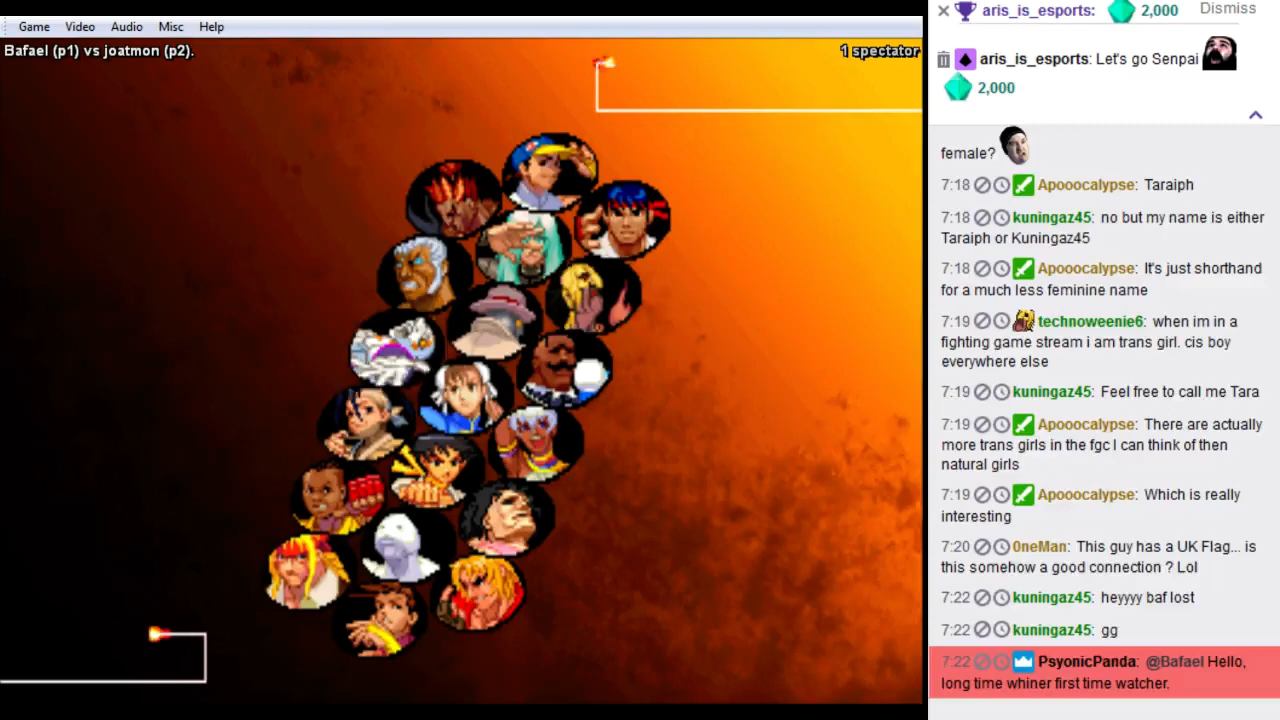 Game Video Audio Misc Help
Bafael (p1) vs joatmon (p2).
1 spectator
aris_is_esports: 2,000 Dismiss
aris_is_esports: Let's go Senpai
2,000
female?
7:18 Apooocalypse: Taraiph
7:18 kuningaz45: no but my name is either
Taraiph or Kuningaz45
7:18 Apooocalypse: It's just shorthand
for a much less feminine name
7:19 technoweenie6: when im in a
fighting game stream i am trans girl. cis boy
everywhere else
7:19 kuningaz45: Feel free to call me Tara
7:19 Apooocalypse: There are actually
more trans girls in the fgc I can think of then
natural girls
7:19 Apooocalypse: Which is really
interesting
7:20 0neMan: This guy has a UK Flag... is
this somehow a good connection ? Lol
7:22 kuningaz45: heyyyy baf lost
7:22 kuningaz45: gg
7:22 PsyonicPanda: @Bafael Hello,
long time whiner first time watcher.